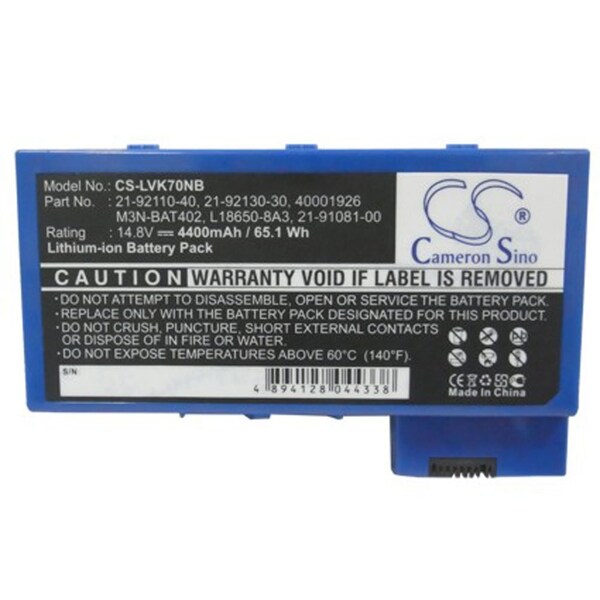 Model No.: CS-LVK70NB
Part No. : 21-92110-40, 21-92130-30, 40001926
M3N-BAT402, L18650-8A3, 21-91081-00
Rating : 14.8V ⎓ 4400mAh / 65.1 Wh
Lithium-ion Battery Pack
CS
®
Cameron Sino
CAUTION WARRANTY VOID IF LABEL IS REMOVED
•DO NOT ATTEMPT TO DISASSEMBLE, OPEN OR SERVICE THE BATTERY PACK.
•REPLACE ONLY WITH THE BATTERY PACK DESIGNATED FOR THIS PRODUCT.
•DO NOT CRUSH, PUNCTURE, SHORT EXTERNAL CONTACTS
OR DISPOSE OF IN FIRE OR WATER.
•DO NOT EXPOSE TEMPERATURES ABOVE 60°C (140°F).
S/N
4 894128 044338
CE
Made In China